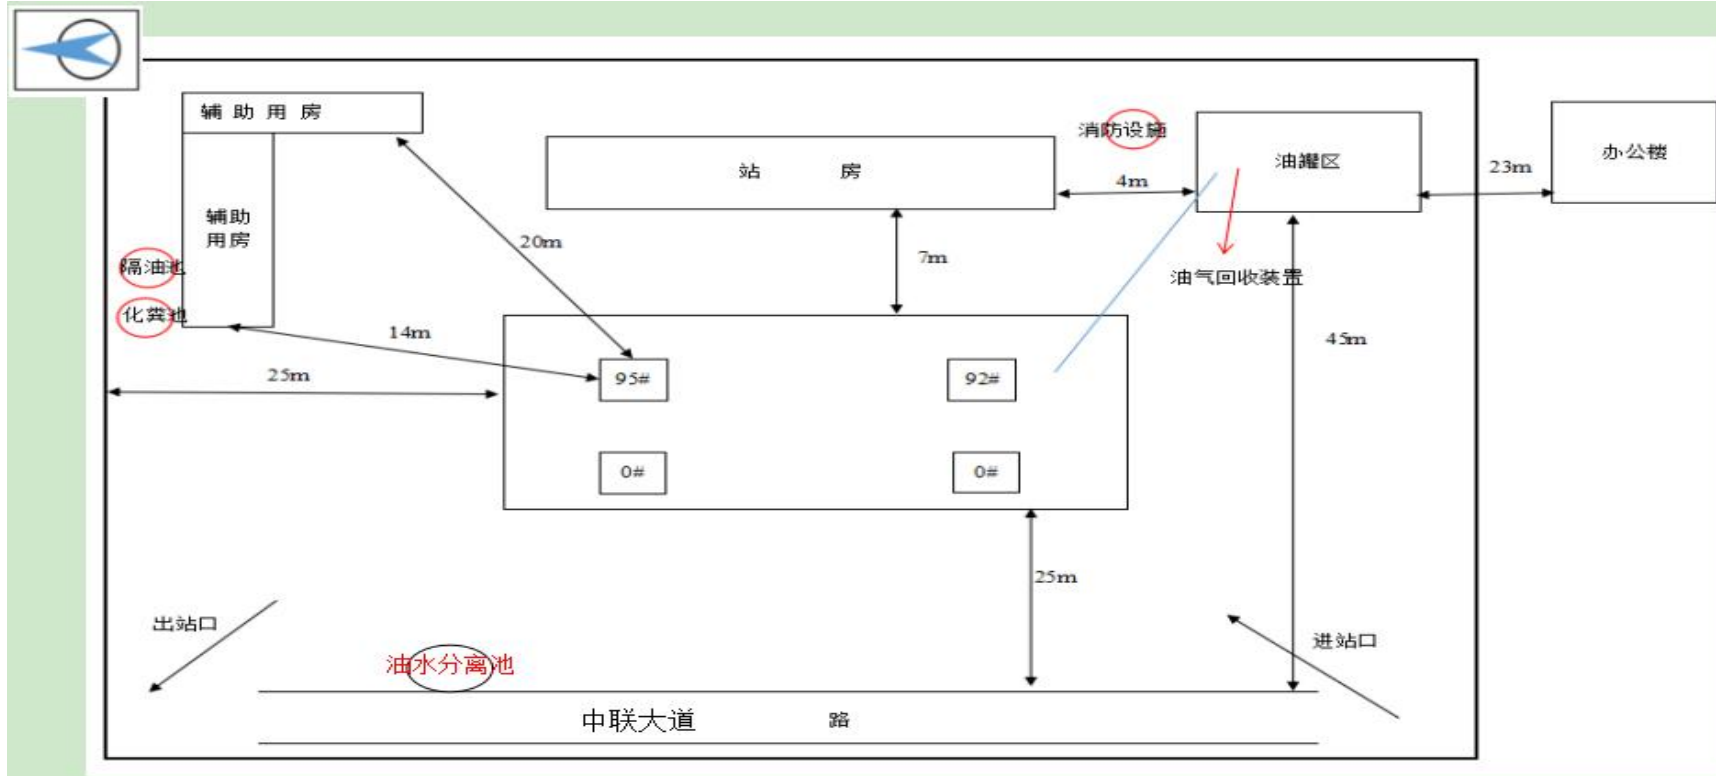 辅 助 用 房
消防设施
油罐区
办公楼
站 房
4m
23m
辅助
用房
20m
7m
隔油池
油气回收装置
化粪池
14m
45m
25m
95#
92#
0#
0#
25m
出站口
进站口
油水分离池
中联大道 路